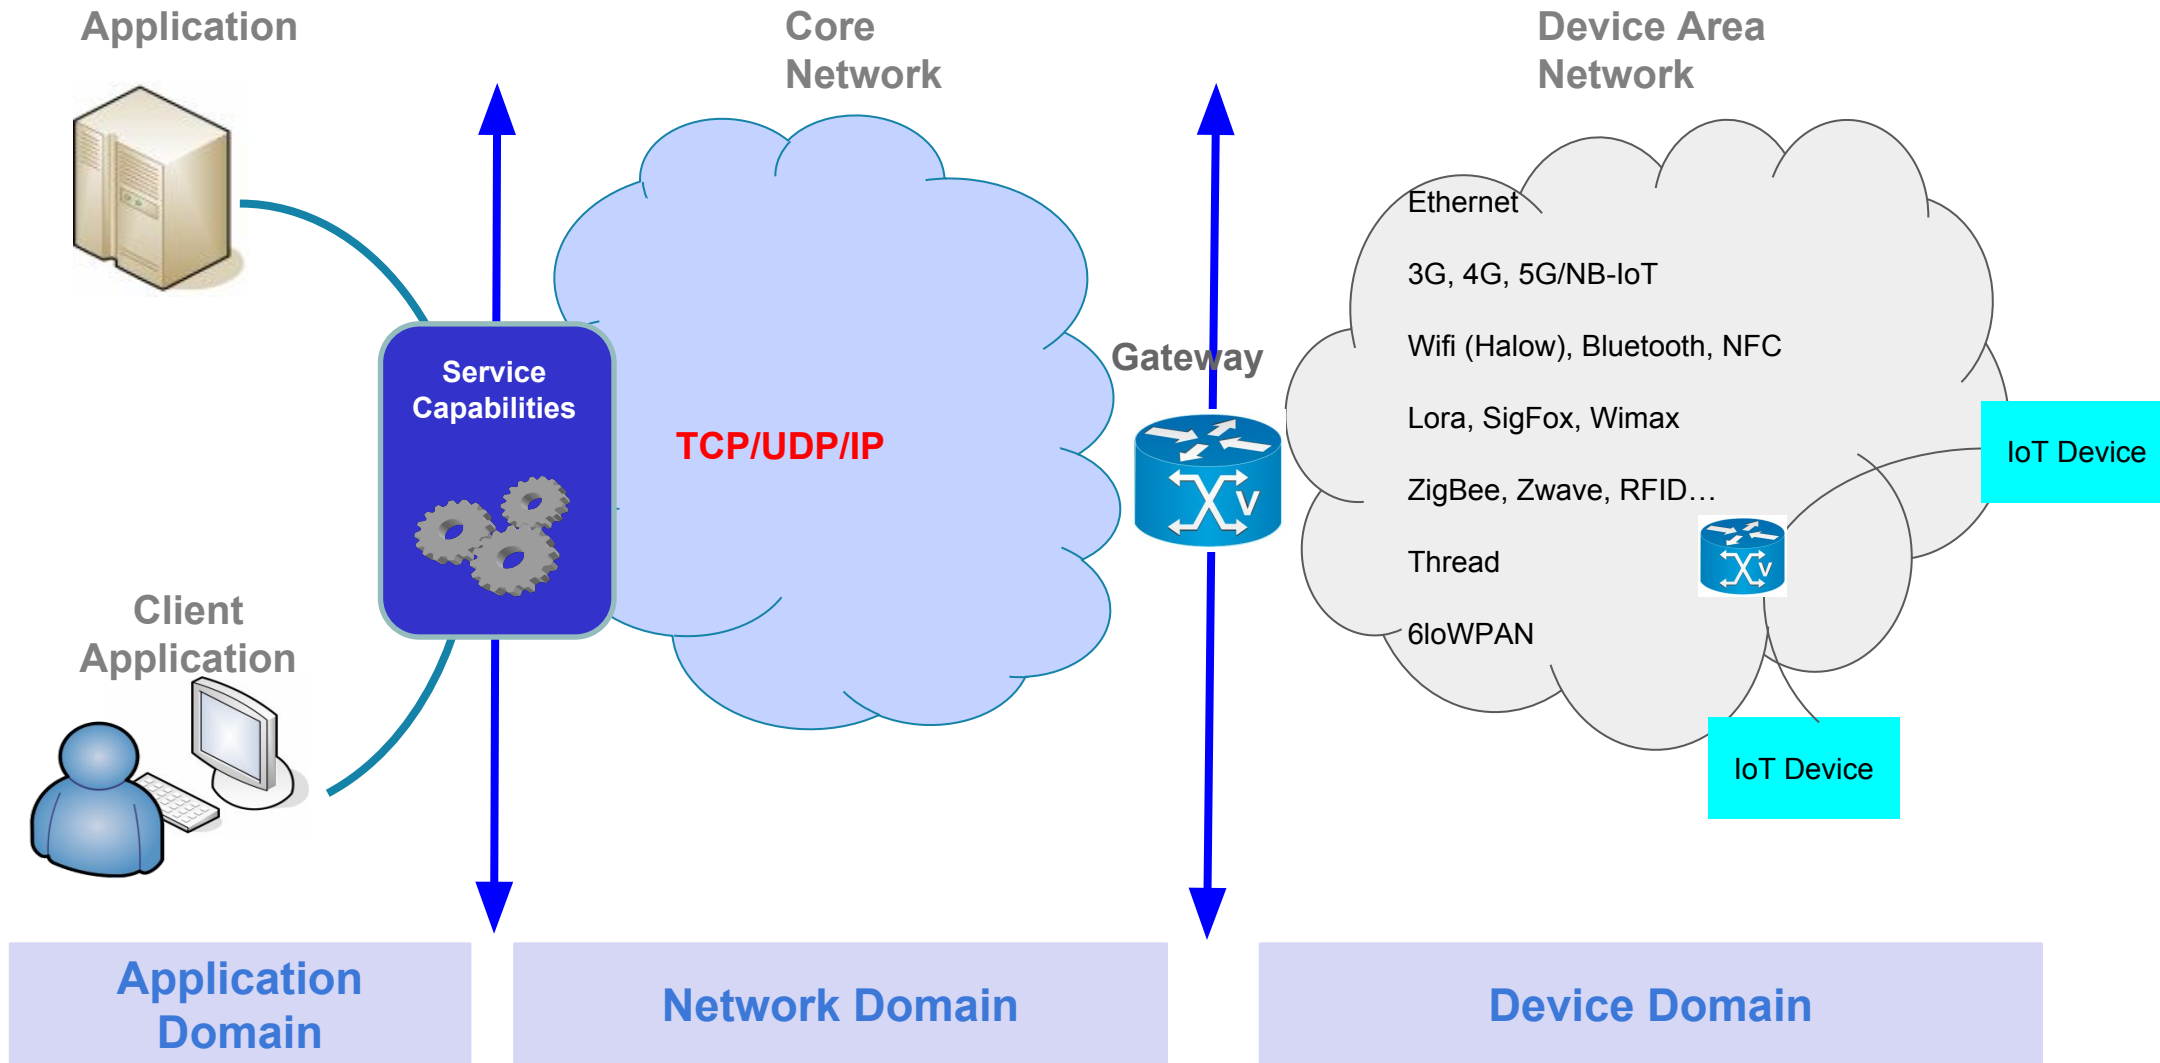 Application
Core
Network
Device Area
Network
Ethernet
3G, 4G, 5G/NB-IoT
Wifi (Halow), Bluetooth, NFC
Lora, SigFox, Wimax
ZigBee, Zwave, RFID…
Thread
6loWPAN
Service
Capabilities
TCP/UDP/IP
Gateway
V
V
IoT Device
IoT Device
Client
Application
Application
Domain
Network Domain
Device Domain